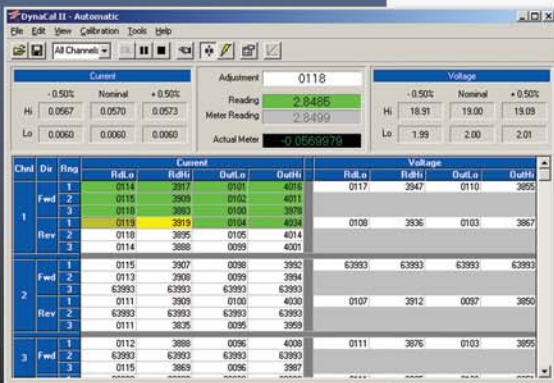 DynaCal II - Automatic
File Edit View Calibration Tools Help
All Channels
Current
- 0.50% Nominal + 0.50%
Hi 0.0567 0.0570 0.0573
Lo 0.0060 0.0060 0.0060
Adjustment 0118
Reading 2.8485
Meter Reading 2.8499
Actual Meter -0.0569979
Voltage
- 0.50% Nominal + 0.50%
Hi 18.91 19.00 19.09
Lo 1.99 2.00 2.01
Current Voltage
Chnl Dir Rng RdLo RdHi OutLo OutHi RdLo RdHi OutLo OutHi
1 Fwd 1 0114 3917 0101 4016 0117 3947 0110 3855
2 0115 3909 0102 4011
3 0118 3883 0100 3978
Rev 1 0119 3919 0104 4034 0108 3936 0103 3867
2 0118 3895 0105 4014
3 0114 3888 0099 4001
2 Fwd 1 0115 3907 0098 3992 63993 63993 63993 63993
2 0113 3908 0099 3994
3 63993 63993 63993 63993
Rev 1 0111 3909 0100 4030 0107 3912 0097 3850
2 63993 63993 63993 63993
3 0111 3835 0095 3959
3 Fwd 1 0112 3888 0096 4008 0111 3876 0103 3855
2 63993 63993 63993 63993
3 0115 3869 0096 3987